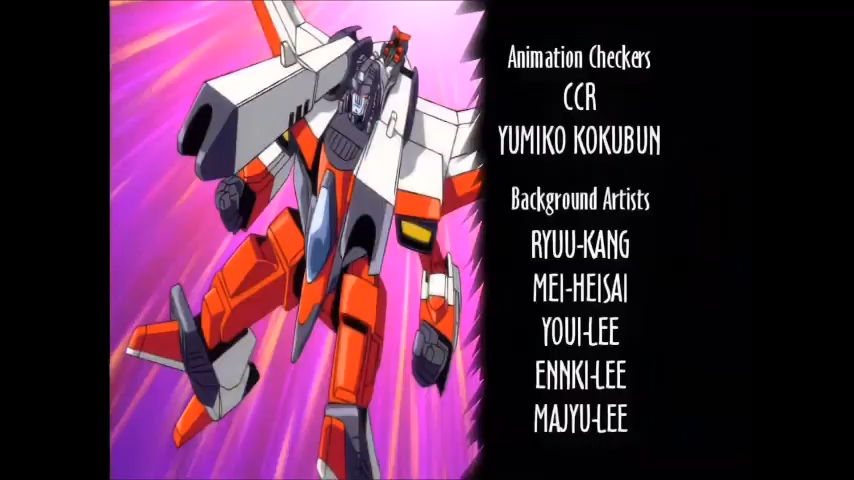 Animation Checkers
CCR
YUMIKO KOKUBUN
Background Artists
RYUU-KANG
MEI-HEISAI
YOUI-LEE
ENNKI-LEE
MAJYU-LEE